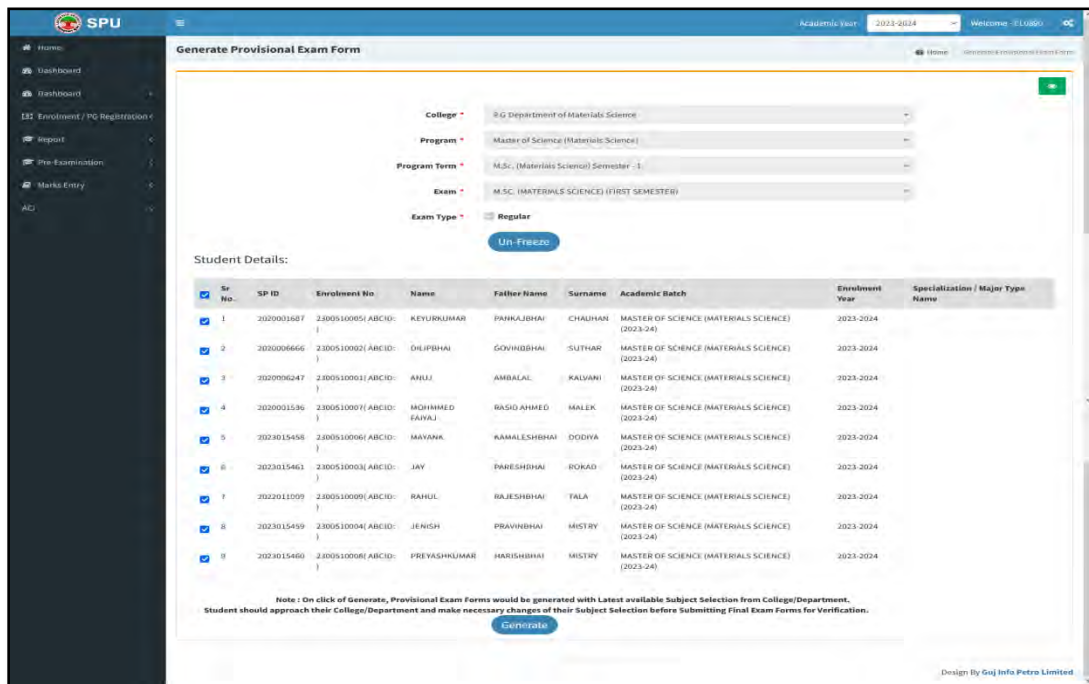 SPU
Academic Year 2023-2024 Welcome
Home
Generate Provisional Exam Form
Home
Dashboard
Dashboard
Enrolment / PG Registration
Report
Pre-Examination
Marks Entry
College * P.G Department of Materials Science
Program * Master of Science (Materials Science)
Program Term * M.Sc. (Materials Science) Semester - 1
Exam * M.SC. (MATERIALS SCIENCE) (FIRST SEMESTER)
Exam Type * Regular
Un-Freeze
Student Details:
Sr No. SP ID Enrolment No Name Father Name Surname Academic Batch Enrolment Year Specialization / Major Type Name
1 2020001687 2300510005( ABCID: ) KEYURKUMAR PANKAJBHAI CHAUHAN MASTER OF SCIENCE (MATERIALS SCIENCE) (2023-24) 2023-2024
2 2020006666 2300510002( ABCID: ) DILIPBHAI GOVINDBHAI SUTHAR MASTER OF SCIENCE (MATERIALS SCIENCE) (2023-24) 2023-2024
3 2020006247 2300510001( ABCID: ) ANUJ AMBALAL KALVANI MASTER OF SCIENCE (MATERIALS SCIENCE) (2023-24) 2023-2024
4 2020001536 2300510007( ABCID: ) MOHMMED FAIYAJ RASID AHMED MALEK MASTER OF SCIENCE (MATERIALS SCIENCE) (2023-24) 2023-2024
5 2023015458 2300510006( ABCID: ) MAYANK KAMALESHBHAI DODIYA MASTER OF SCIENCE (MATERIALS SCIENCE) (2023-24) 2023-2024
6 2023015461 2300510003( ABCID: ) JAY PARESHBHAI ROKAD MASTER OF SCIENCE (MATERIALS SCIENCE) (2023-24) 2023-2024
7 2300510009( ABCID: ) RAHUL RAJESHBHAI TALA MASTER OF SCIENCE (MATERIALS SCIENCE) (2023-24) 2023-2024
8 2023015459 2300510004( ABCID: ) JENISH PRAVINBHAI MISTRY MASTER OF SCIENCE (MATERIALS SCIENCE) (2023-24) 2023-2024
9 2023015460 2300510008( ABCID: ) PREYASHKUMAR HARISHBHAI MISTRY MASTER OF SCIENCE (MATERIALS SCIENCE) (2023-24) 2023-2024
Note : On click of Generate, Provisional Exam Forms would be generated with Latest available Subject Selection from College/Department.
Student should approach their College/Department and make necessary changes of their Subject Selection before Submitting Final Exam Forms for Verification.
Generate
Design By Guj Info Petro Limited